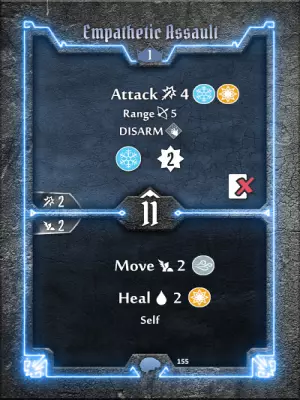 Empathetic Assault
1
Attack 4
Range 5
DISARM
2
2
2
11
Move 2
Heal 2
Self
155